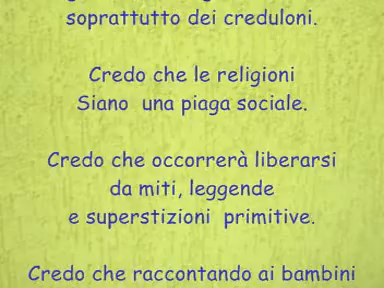 soprattutto dei creduloni.
Credo che le religioni
Siano una piaga sociale.
Credo che occorrerà liberarsi
da miti, leggende
e superstizioni primitive.
Credo che raccontando ai bambini